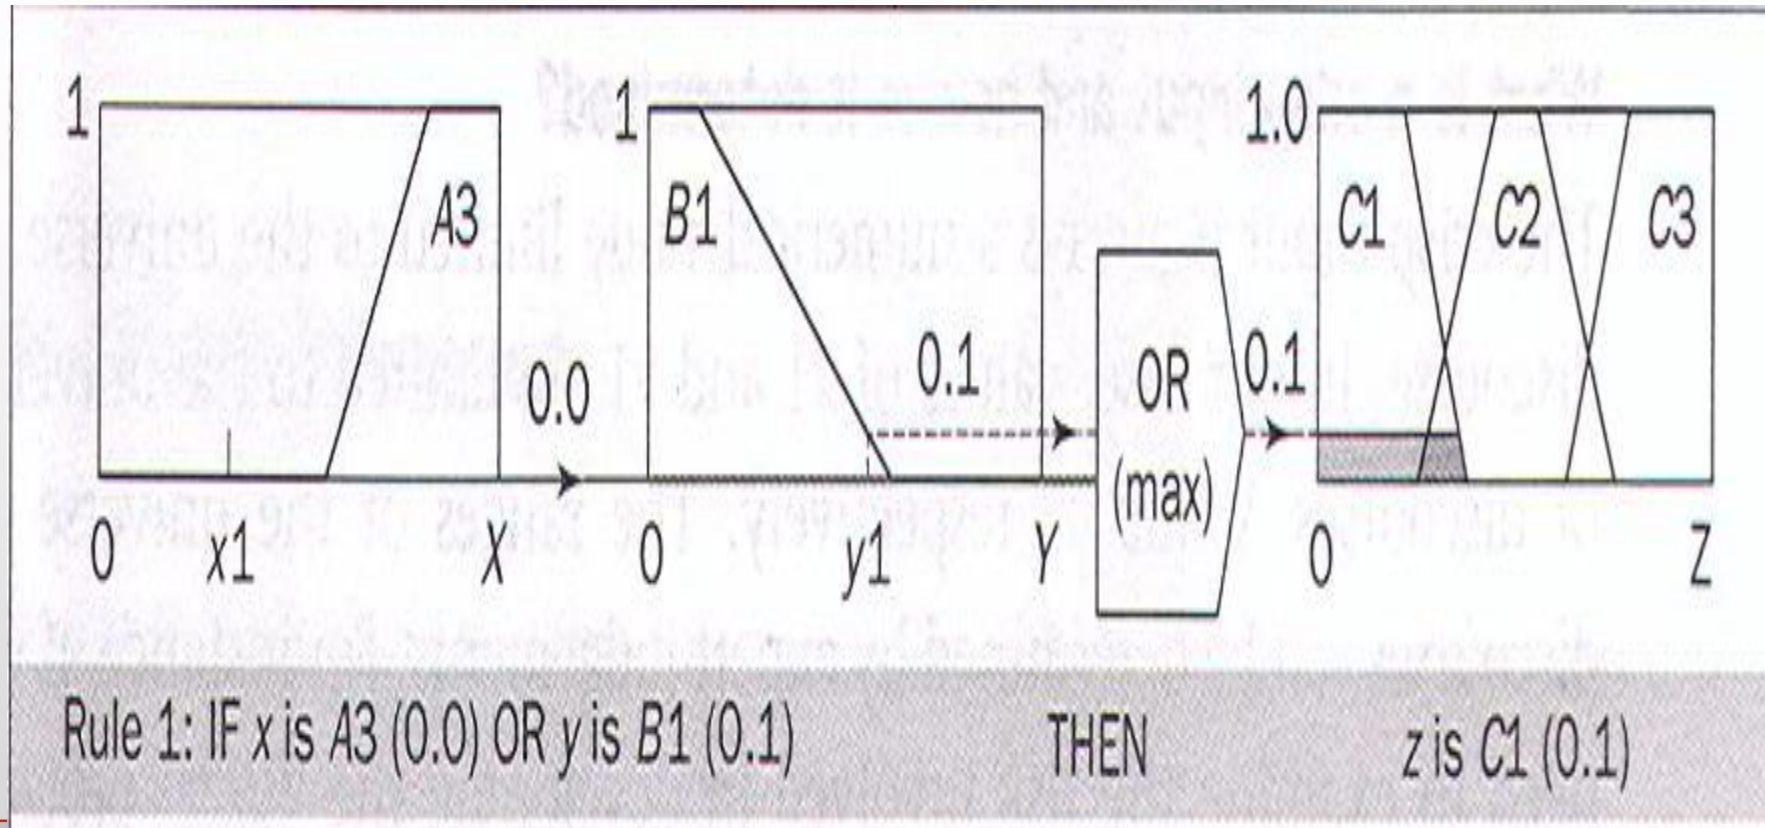 1
A3
0.0
0
x1
X
1
B1
0.1
0
y1
Y
OR
(max)
0.1
1.0
C1
C2
C3
0
Z
Rule 1: IF x is A3 (0.0) OR y is B1 (0.1) THEN z is C1 (0.1)